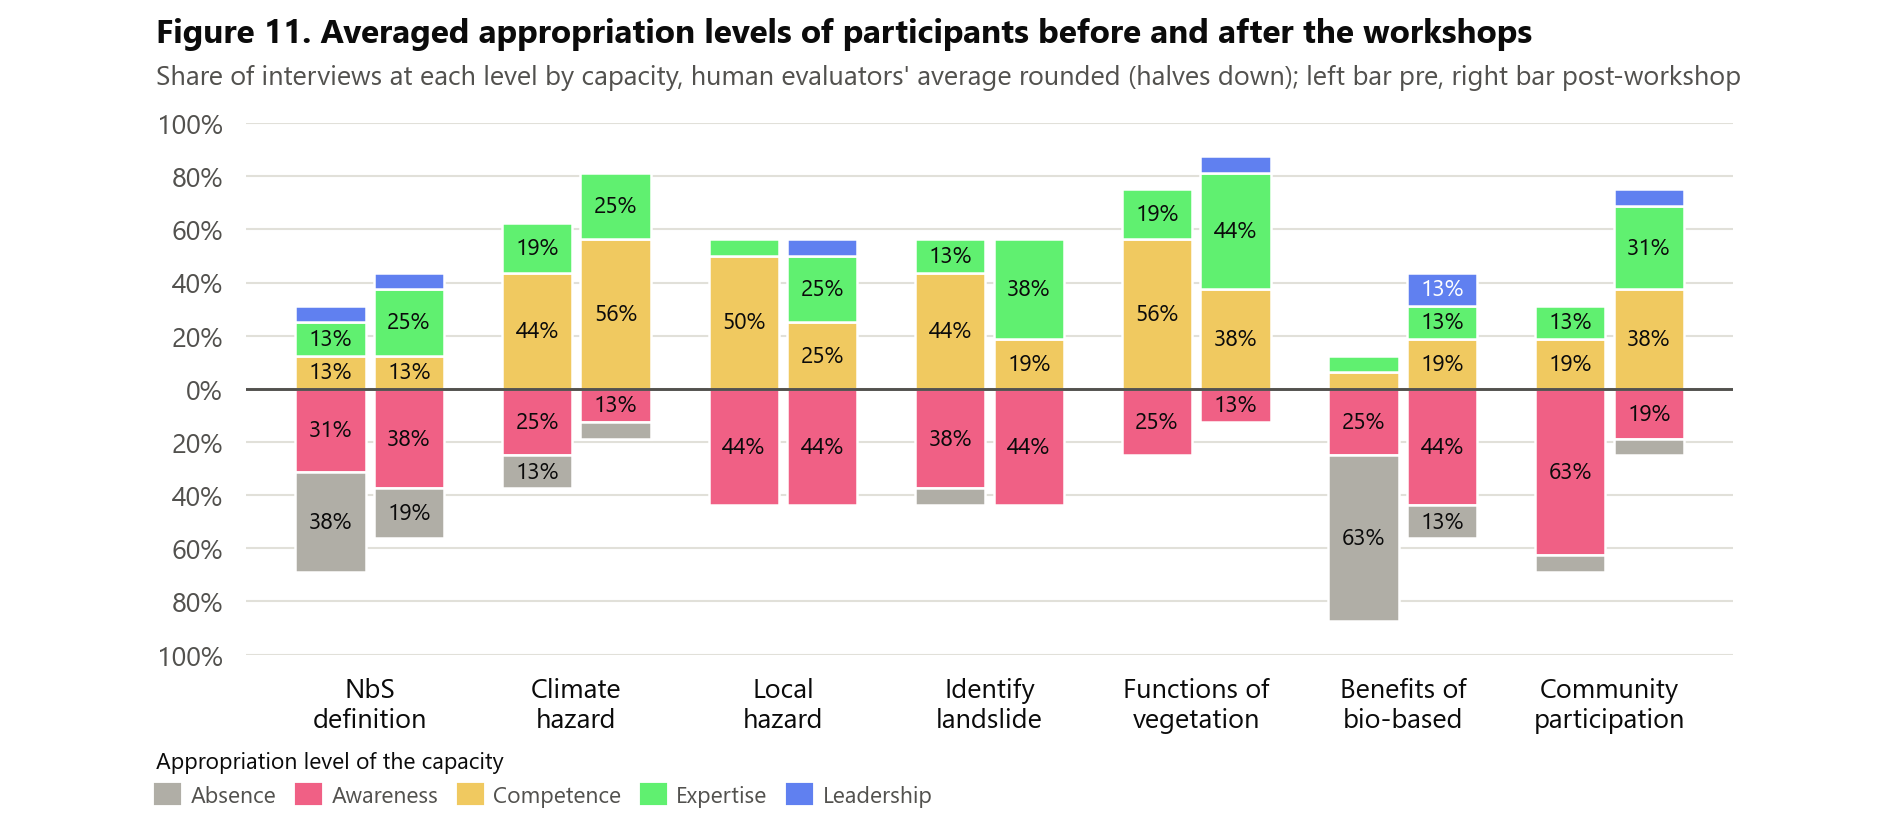 Figure 11. Averaged appropriation levels of participants before and after the workshops
Share of interviews at each level by capacity, human evaluators' average rounded (halves down); left bar pre, right bar post-workshop
100%
80%
60%
40%
20%
0%
20%
40%
60%
80%
100%
13%
13%
31%
38%
25%
13%
38%
19%
19%
44%
25%
13%
25%
56%
13%
50%
44%
25%
25%
44%
13%
44%
38%
38%
19%
44%
19%
56%
25%
44%
38%
13%
25%
63%
13%
13%
19%
44%
13%
13%
19%
63%
31%
38%
19%
NbS
definition
Climate
hazard
Local
hazard
Identify
landslide
Functions of
vegetation
Benefits of
bio-based
Community
participation
Appropriation level of the capacity
Absence
Awareness
Competence
Expertise
Leadership